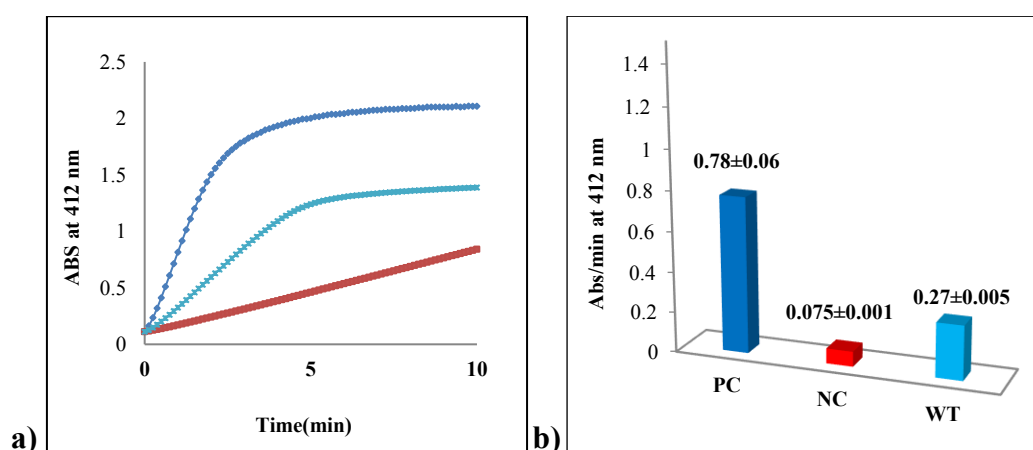 2.5
2
1.5
1
0.5
0
0
5
10
ABS at 412 nm
Time(min)
a)
1.4
1.2
1
0.8
0.6
0.4
0.2
0
Abs/min at 412 nm
0.78±0.06
0.075±0.001
0.27±0.005
PC
NC
WT
b)